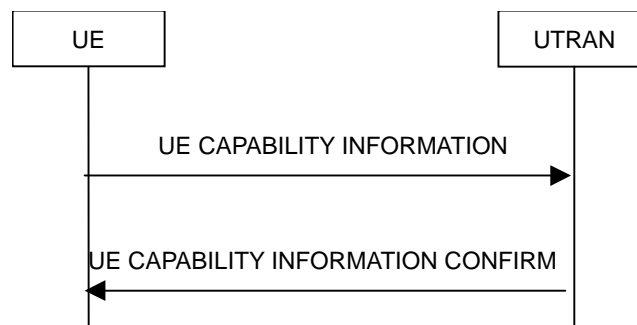 UE
UTRAN
UE CAPABILITY INFORMATION
UE CAPABILITY INFORMATION CONFIRM